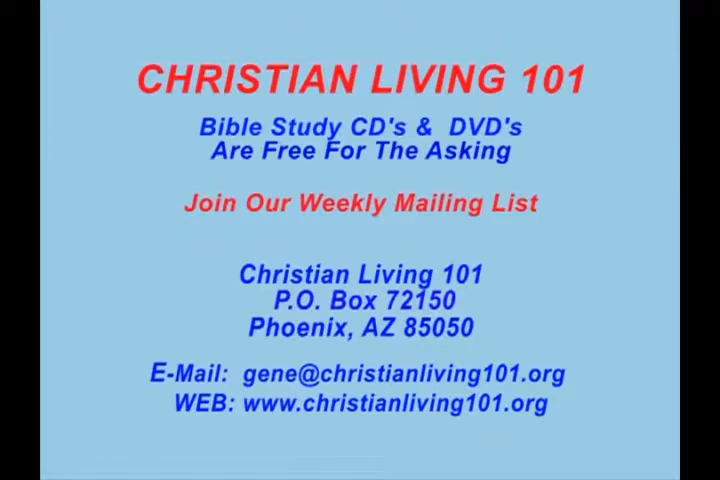 CHRISTIAN LIVING 101
Bible Study CD's & DVD's
Are Free For The Asking
Join Our Weekly Mailing List
Christian Living 101
P.O. Box 72150
Phoenix, AZ 85050
E-Mail: gene@christianliving101.org
WEB: www.christianliving101.org